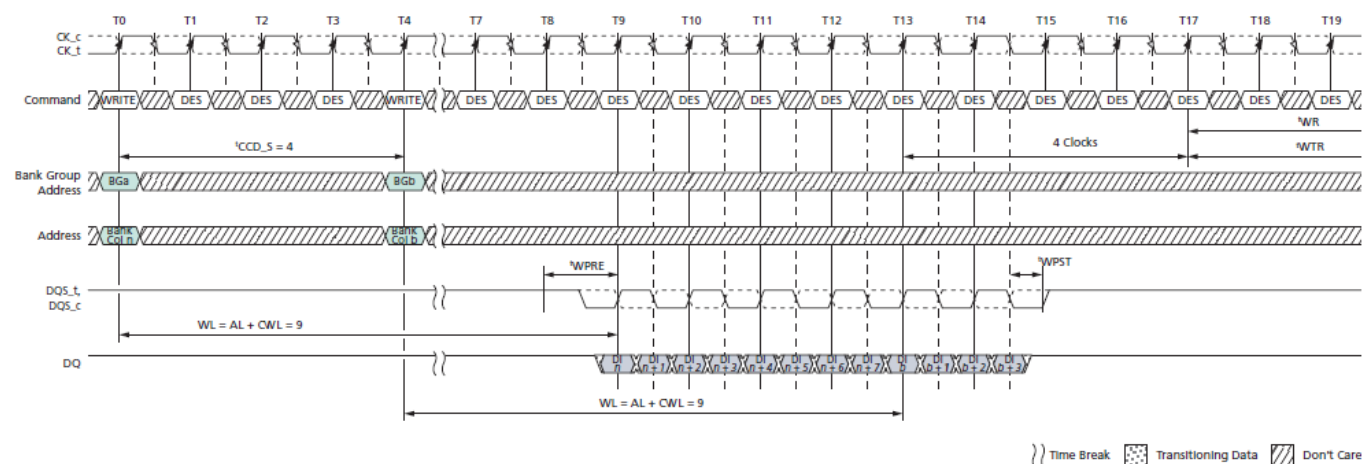 T0 T1 T2 T3 T4 T7 T8 T9 T10 T11 T12 T13 T14 T15 T16 T17 T18 T19
CK_c
CK_t
Command WRITE DES DES DES WRITE DES DES DES DES DES DES DES DES DES DES DES DES DES
tWR
tCCD_S = 4 4 Clocks tWTR
Bank Group
Address BGa BGb
Address Bank Col n Bank Col b
tWPRE tWPST
DQS_t,
DQS_c
WL = AL + CWL = 9
DQ DI n DI n + 1 DI n + 2 DI n + 3 DI n + 4 DI n + 5 DI n + 6 DI n + 7 DI b DI b + 1 DI b + 2 DI b + 3
WL = AL + CWL = 9
Time Break Transitioning Data Don't Care